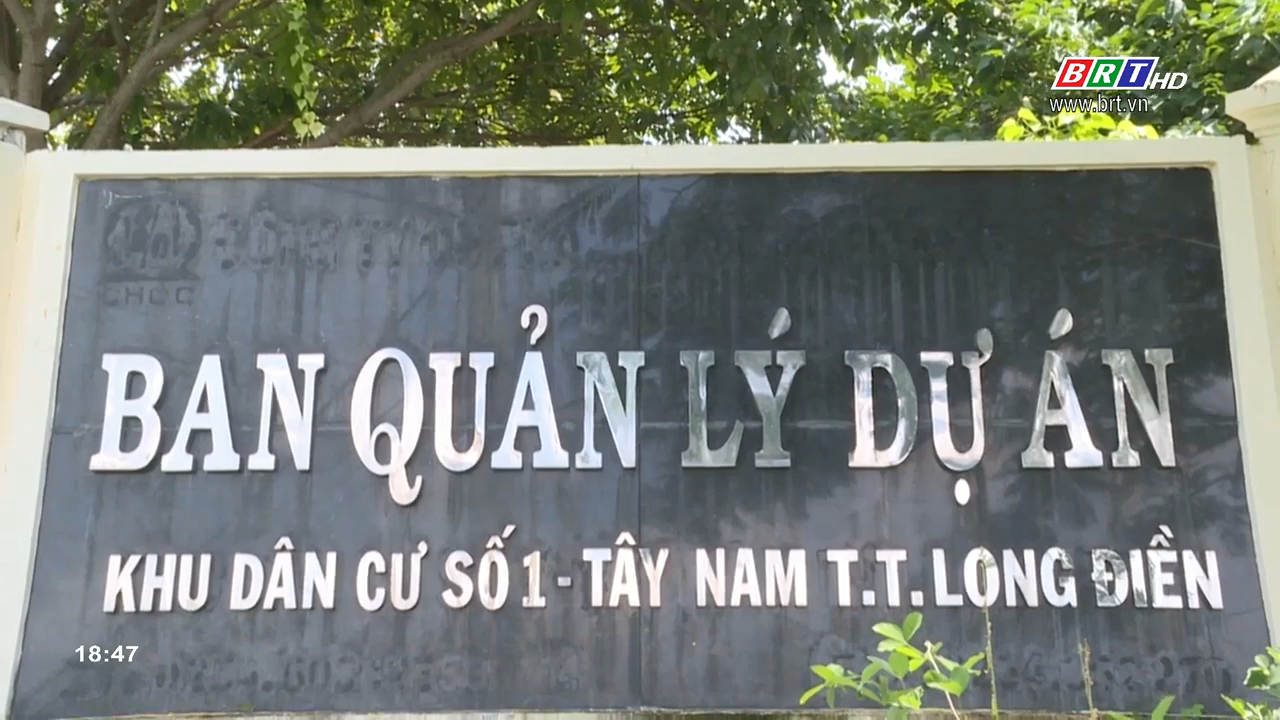 BRT HD
www.brt.vn
CHCC
BAN QUẢN LÝ DỰ ÁN
KHU DÂN CƯ SỐ 1 - TÂY NAM T.T. LONG ĐIỀN
18:47